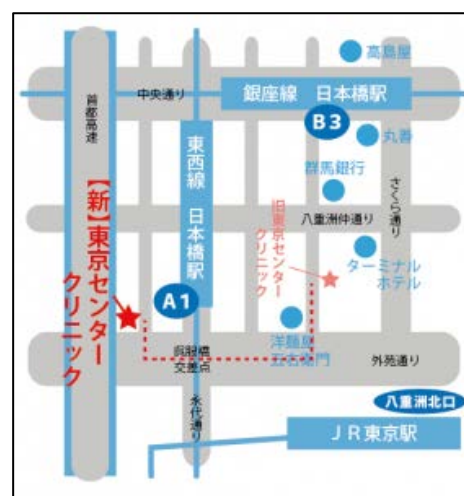 高島屋
首都高速
中央通り
銀座線 日本橋駅
B3
丸善
東西線 日本橋駅
群馬銀行
さくら通り
【新】東京センター
クリニック
旧東京センター
クリニック
八重洲仲通り
ターミナル
ホテル
A1
洋麺屋
五右衛門
呉服橋
交差点
外苑通り
永代通り
八重洲北口
JR東京駅